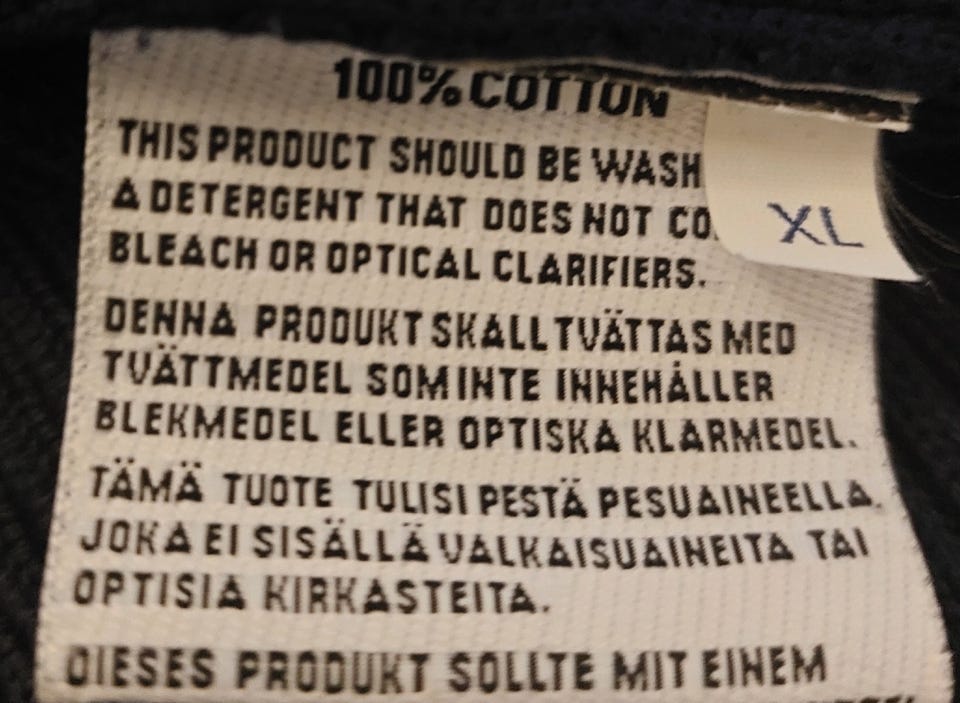 100% COTTON
THIS PRODUCT SHOULD BE WASH
A DETERGENT THAT DOES NOT CO
XL
BLEACH OR OPTICAL CLARIFIERS.
DENNA PRODUKT SKALL TVÄTTAS MED
TVÄTTMEDEL SOM INTE INNEHÅLLER
BLEKMEDEL ELLER OPTISKA KLARMEDEL.
TÄMÄ TUOTE TULISI PESTÄ PESUAINEELLA,
JOKA EI SISÄLLÄ VALKAISUAINEITA TAI
OPTISIA KIRKASTEITA.
DIESES PRODUKT SOLLTE MIT EINEM